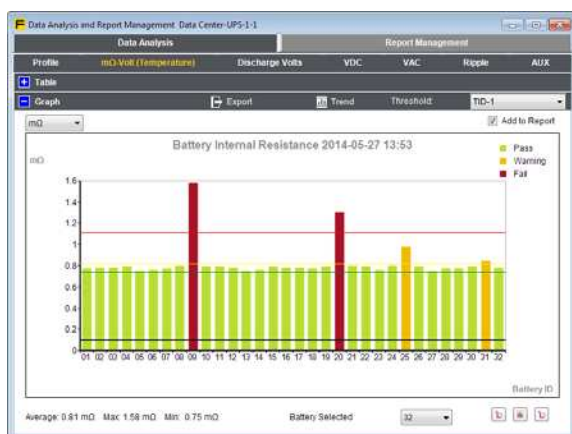 Data Analysis and Report Management Data Center-UPS-1-1
Data Analysis Report Management
Profile mΩ-Volt (Temperature) Discharge Volts VDC VAC Ripple AUX
Table
Graph Export Trend Threshold: TID-1
mΩ Add to Report
Battery Internal Resistance 2014-05-27 13:53
mΩ
Pass
Warning
Fail
1.6
1.4
1.2
1
0.8
0.6
0.4
0.2
0
01 02 03 04 05 06 07 08 09 10 11 12 13 14 15 16 17 18 19 20 21 22 23 24 25 26 27 28 29 30 31 32
Battery ID
Average: 0.81 mΩ Max: 1.58 mΩ Min: 0.75 mΩ Battery Selected 32